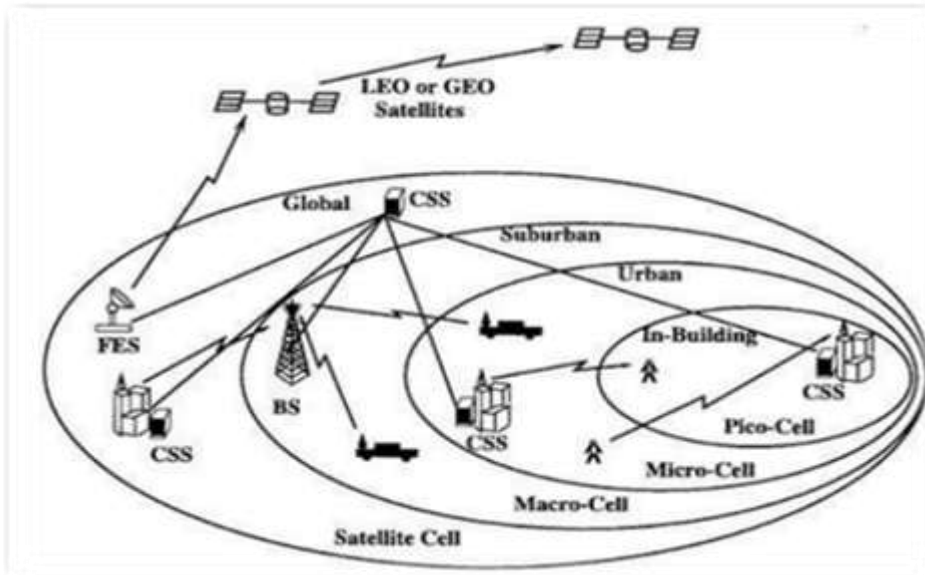 LEO or GEO
Satellites
Global
CSS
Suburban
Urban
In-Building
FES
BS
CSS
CSS
CSS
Pico-Cell
Micro-Cell
Macro-Cell
Satellite Cell